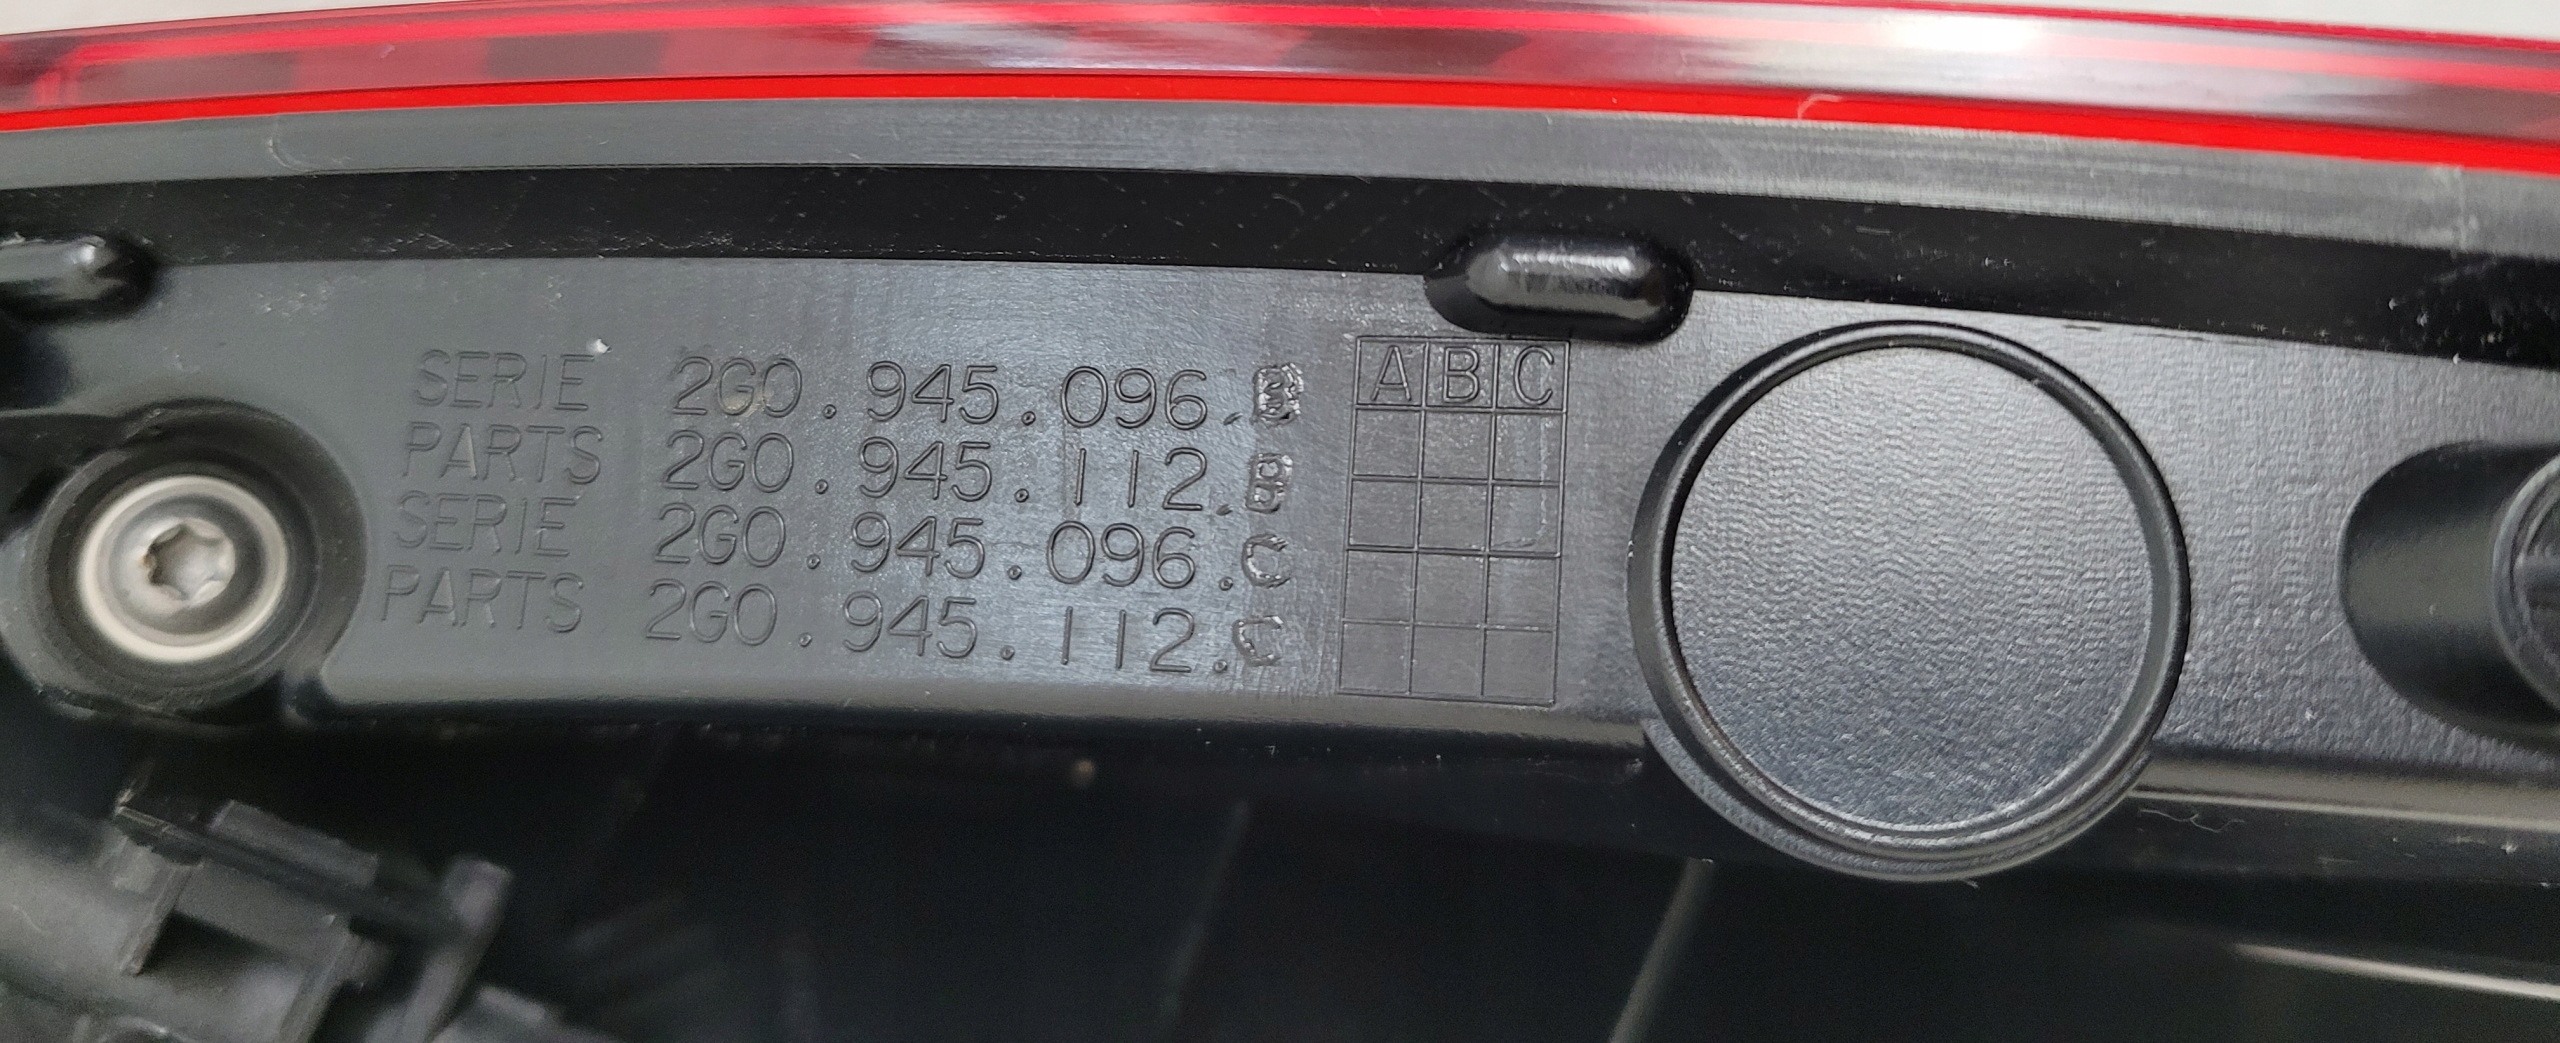 SERIE 2G0.945.096.B
PARTS 2G0.945.112.B
SERIE 2G0.945.096.C
PARTS 2G0.945.112.C
A B C